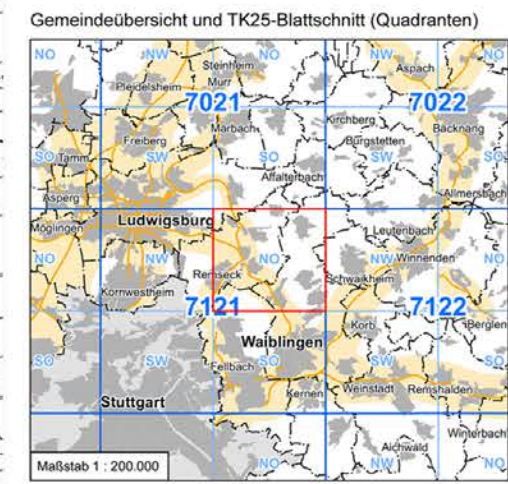 Gemeindeübersicht und TK25-Blattschnitt (Quadranten)
NO NW Steinheim NO NW Aspach NO
Pleidelsheim Murr
7021 7022
Freiberg Marbach Kirchberg Backnang
Burgstetten
SO Tamm SW SO SW SO
Affalterbach
Asperg Allmersbach
Möglingen Ludwigsburg Leutenbach
NO NW NO NW Winnenden NO
Remseck Schwaikheim
Kornwestheim
7121 7122
Waiblingen Korb Berglen
SO SW Fellbach SO SW SO
Kernen Weinstadt Remshalden
Stuttgart
Winterbach
Aichwald
Maßstab 1 : 200.000 NO NW NO